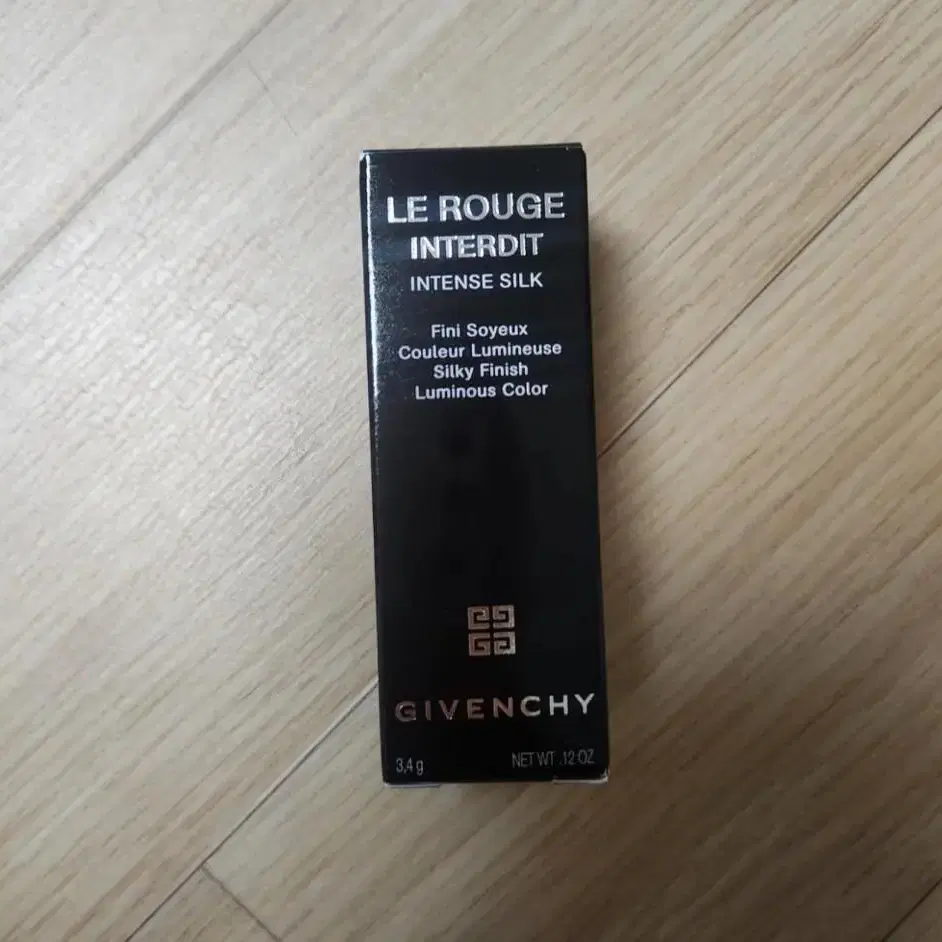 LE ROUGE
INTERDIT
INTENSE SILK
Fini Soyeux
Couleur Lumineuse
Silky Finish
Luminous Color
GIVENCHY
3,4 g NET WT .12 OZ